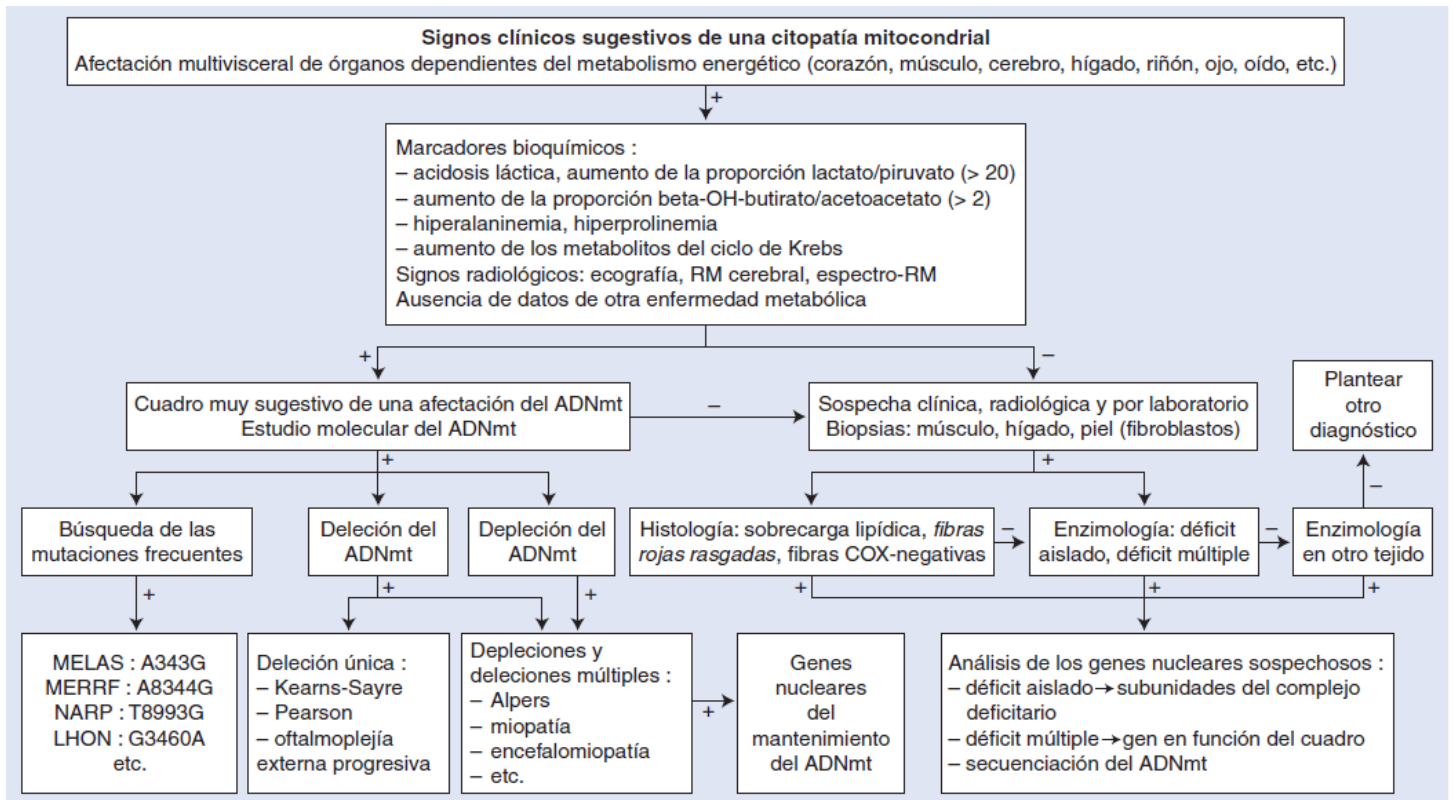 Signos clínicos sugestivos de una citopatía mitocondrial
Afectación multivisceral de órganos dependientes del metabolismo energético (corazón, músculo, cerebro, hígado, riñón, ojo, oído, etc.)
+
Marcadores bioquímicos :
– acidosis láctica, aumento de la proporción lactato/piruvato (> 20)
– aumento de la proporción beta-OH-butirato/acetoacetato (> 2)
– hiperalaninemia, hiperprolinemia
– aumento de los metabolitos del ciclo de Krebs
Signos radiológicos: ecografía, RM cerebral, espectro-RM
Ausencia de datos de otra enfermedad metabólica
+
–
Cuadro muy sugestivo de una afectación del ADNmt
Estudio molecular del ADNmt
–
Sospecha clínica, radiológica y por laboratorio
Biopsias: músculo, hígado, piel (fibroblastos)
Plantear
otro
diagnóstico
+
+
–
Búsqueda de las
mutaciones frecuentes
Deleción del
ADNmt
Depleción del
ADNmt
Histología: sobrecarga lipídica, fibras
rojas rasgadas, fibras COX-negativas
–
Enzimología: déficit
aislado, déficit múltiple
–
Enzimología
en otro tejido
+
+
+
+
+
+
MELAS : A343G
MERRF : A8344G
NARP : T8993G
LHON : G3460A
etc.
Deleción única :
– Kearns-Sayre
– Pearson
– oftalmoplejía
externa progresiva
Depleciones y
deleciones múltiples :
– Alpers
– miopatía
– encefalomiopatía
– etc.
+
Genes
nucleares
del
mantenimiento
del ADNmt
Análisis de los genes nucleares sospechosos :
– déficit aislado→subunidades del complejo
deficitario
– déficit múltiple→gen en función del cuadro
– secuenciación del ADNmt